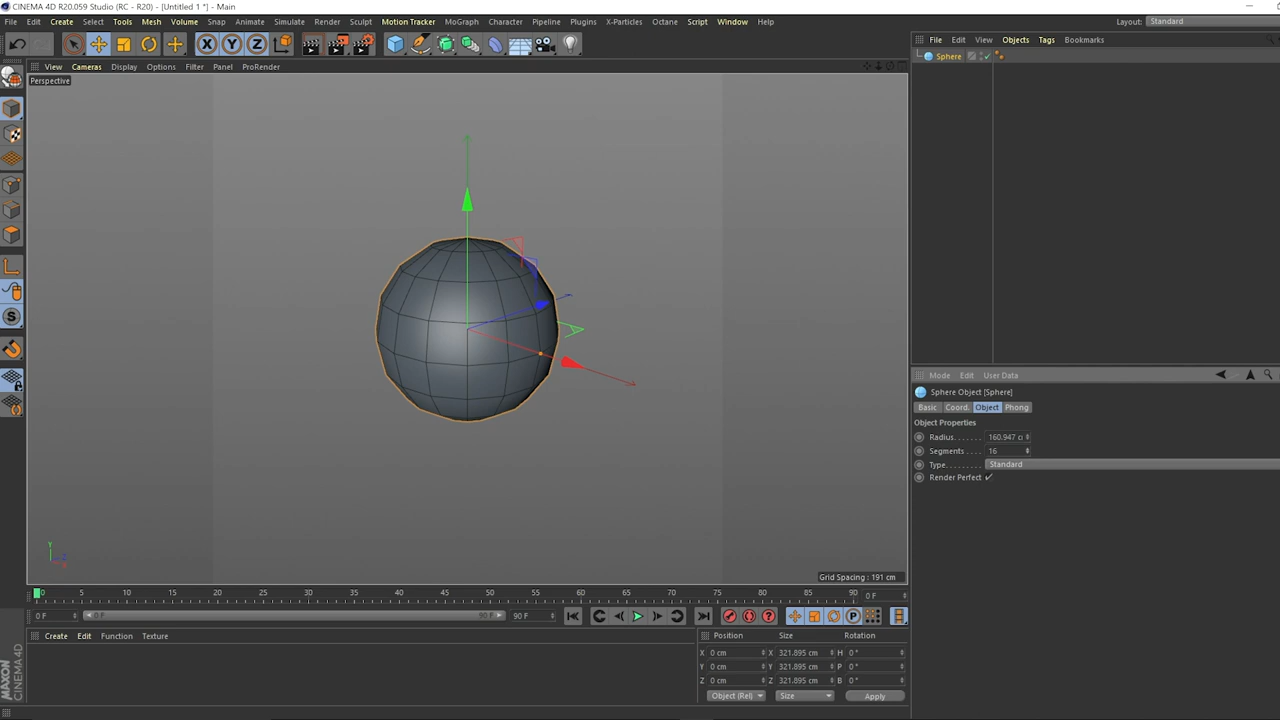 CINEMA 4D R20.059 Studio (RC - R20) - [Untitled 1 *] - Main
File Edit Create Select Tools Mesh Volume Snap Animate Simulate Render Sculpt Motion Tracker MoGraph Character Pipeline Plugins X-Particles Octane Script Window Help Layout: Standard
X Y Z
File Edit View Objects Tags Bookmarks
Sphere
View Cameras Display Options Filter Panel ProRender
Perspective
S
Mode Edit User Data
Sphere Object [Sphere]
Basic Coord. Object Phong
Object Properties
Radius. . . . . . . 160.947 c
Segments . . . . 16
Type. . . . . . . . . Standard
Render Perfect
Y
Grid Spacing : 191 cm
0 5 10 15 20 25 30 35 40 45 50 55 60 65 70 75 80 85 90 0 F
0 F 0 F 90 F 90 F ? P
Create Edit Function Texture
Position Size Rotation
X 0 cm X 321.895 cm H 0 °
Y 0 cm Y 321.895 cm P 0 °
Z 0 cm Z 321.895 cm B 0 °
Object (Rel) Size Apply
MAXON
CINEMA 4D